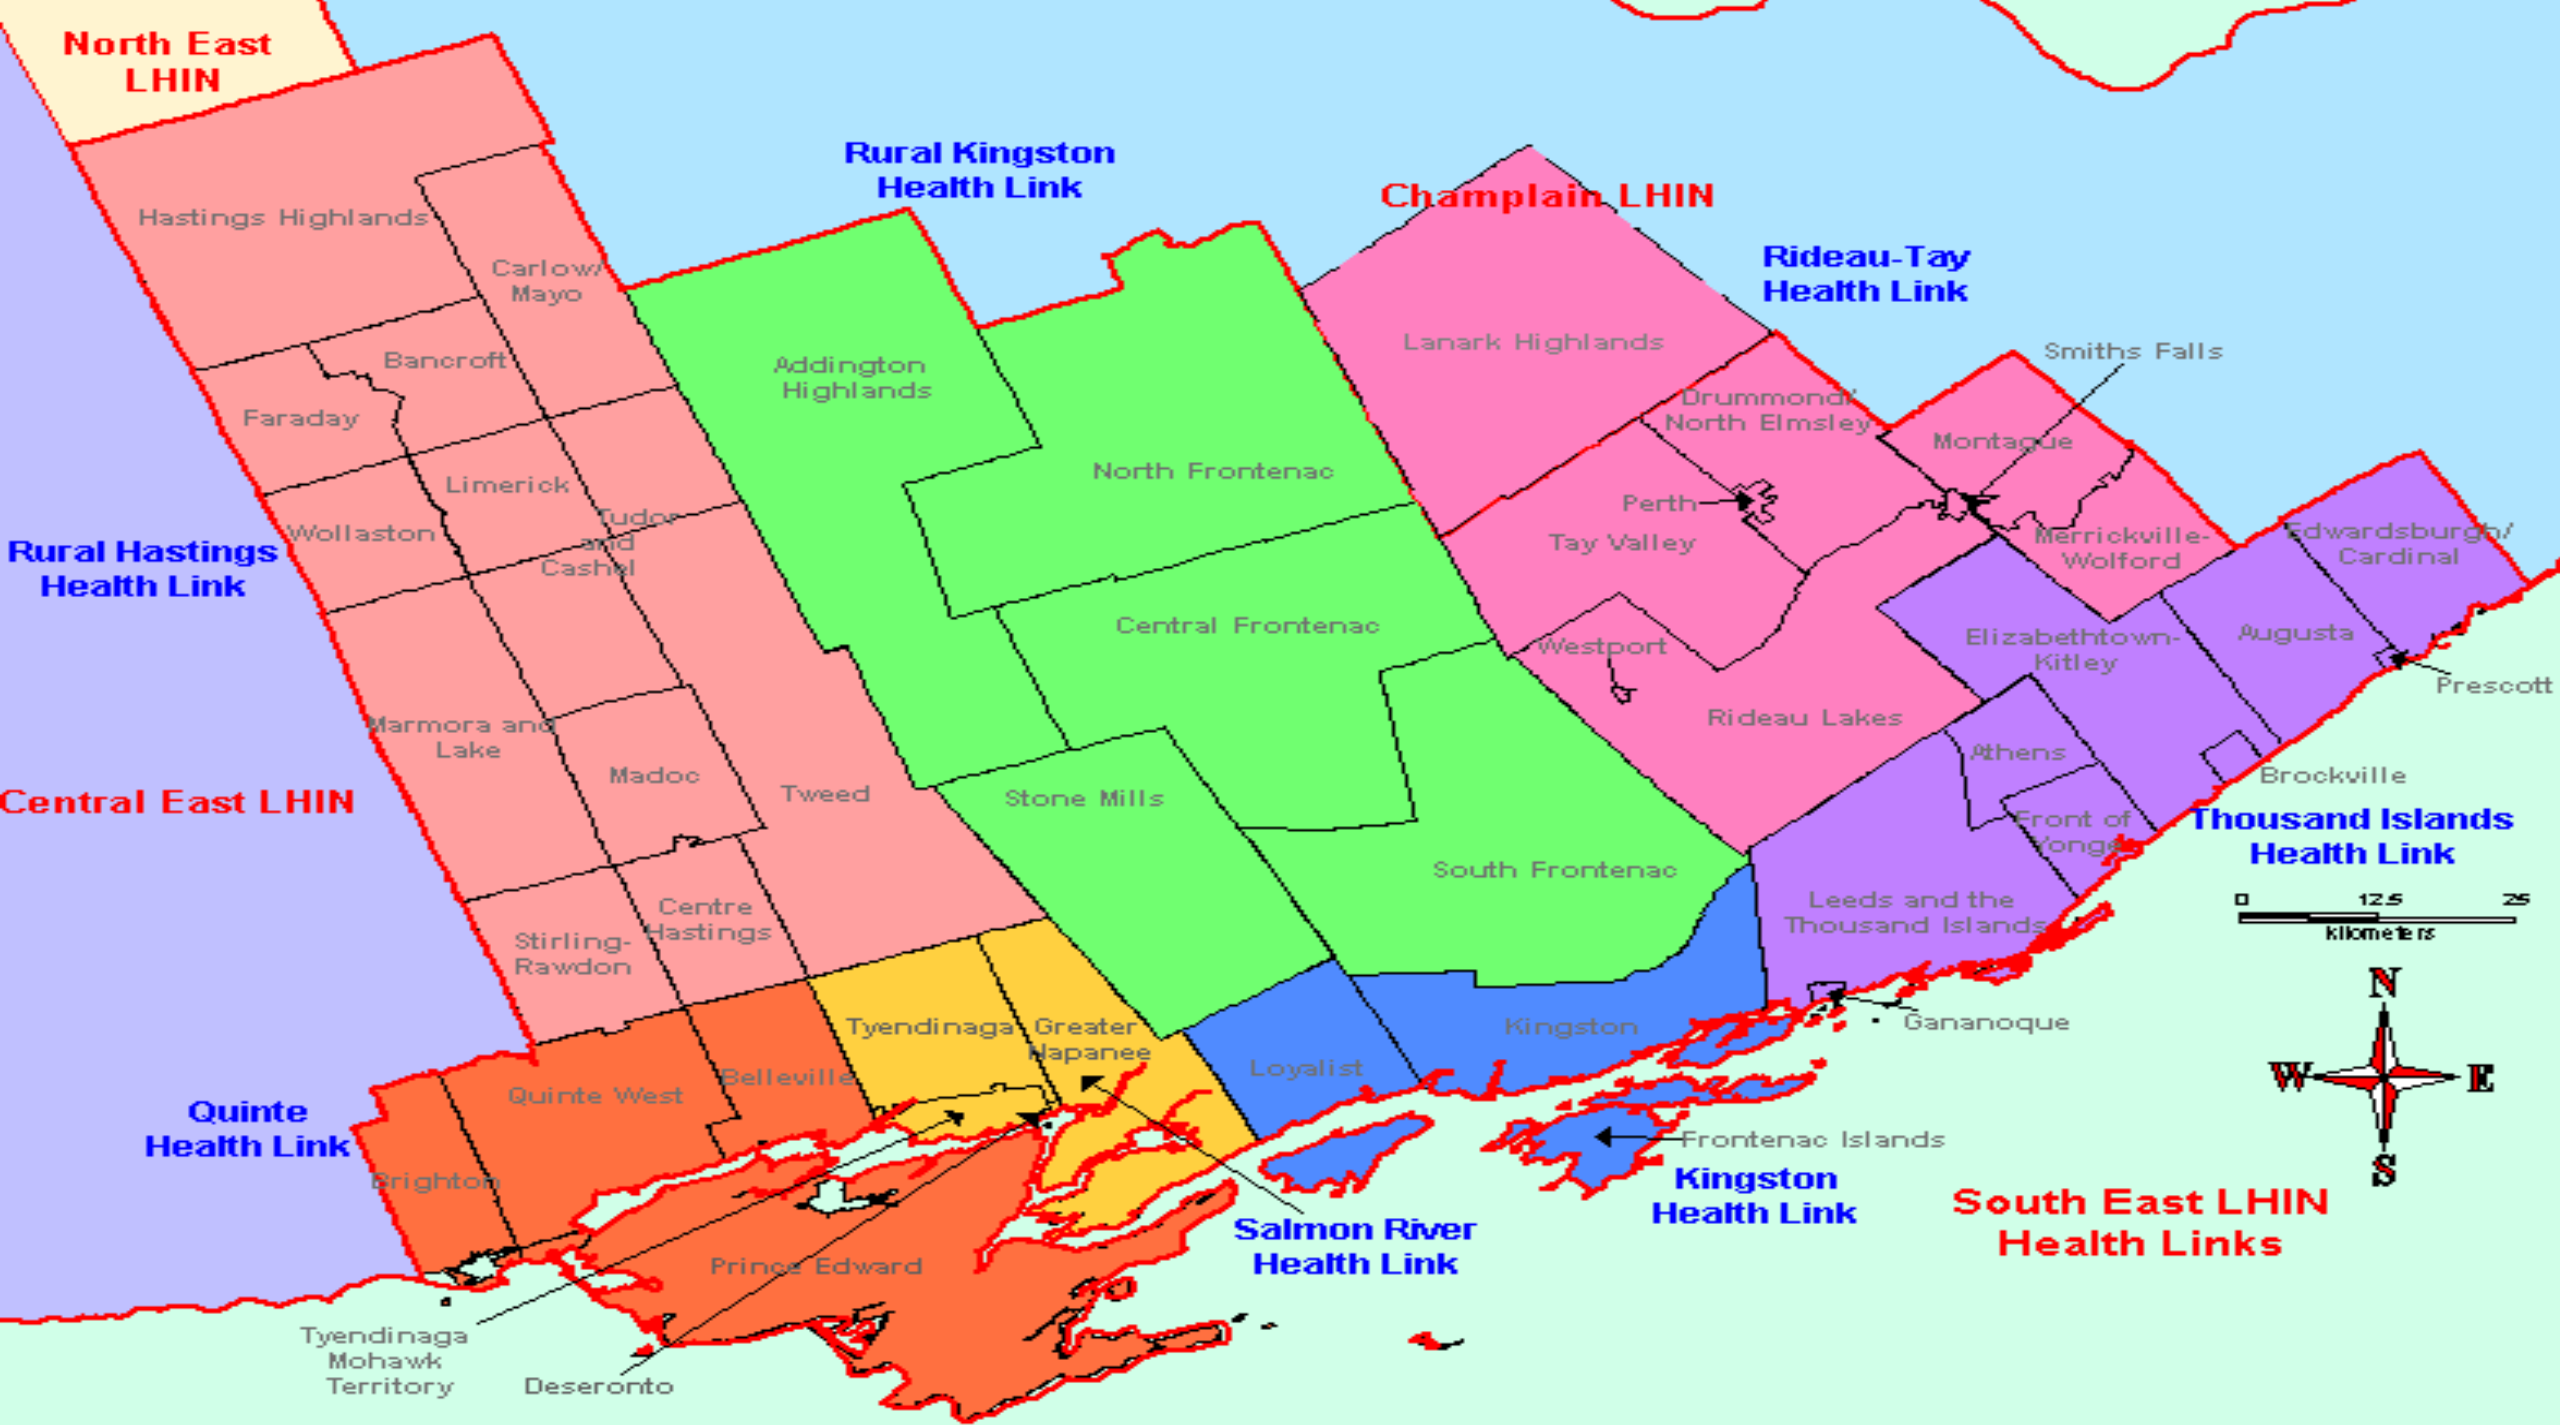 North East
LHIN
Rural Kingston
Health Link
Champlain LHIN
Hastings Highlands
Rideau-Tay
Health Link
Carlow/
Mayo
Lanark Highlands
Smiths Falls
Bancroft
Addington
Highlands
Drummond/
North Elmsley
Faraday
Montague
North Frontenac
Limerick
Perth
Tudor
and
Cashel
Wollaston
Tay Valley
Merrickville-
Wolford
Edwardsburgh/
Cardinal
Rural Hastings
Health Link
Central Frontenac
Westport
Elizabethtown-
Kitley
Augusta
Prescott
Marmora and
Lake
Rideau Lakes
Madoc
Athens
Brockville
Tweed
Stone Mills
Central East LHIN
Front of
Yonge
Thousand Islands
Health Link
South Frontenac
Centre
Hastings
Leeds and the
Thousand Islands
0 12.5 25
kilometers
Stirling-
Rawdon
N
Tyendinaga
Greater
Napanee
Kingston
Gananoque
Loyalist
Belleville
Quinte West
W E
Quinte
Health Link
Frontenac Islands
S
Brighton
Kingston
Health Link
South East LHIN
Health Links
Salmon River
Health Link
Prince Edward
Tyendinaga
Mohawk
Territory
Deseronto